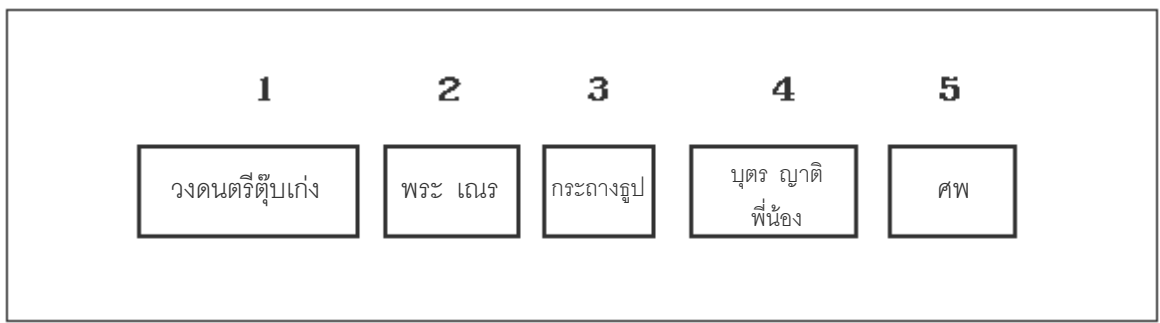 1 2 3 4 5
วงดนตรีตุ๊บเก่ง พระ เณร กระถางธูป บุตร ญาติ ศพ
พี่น้อง